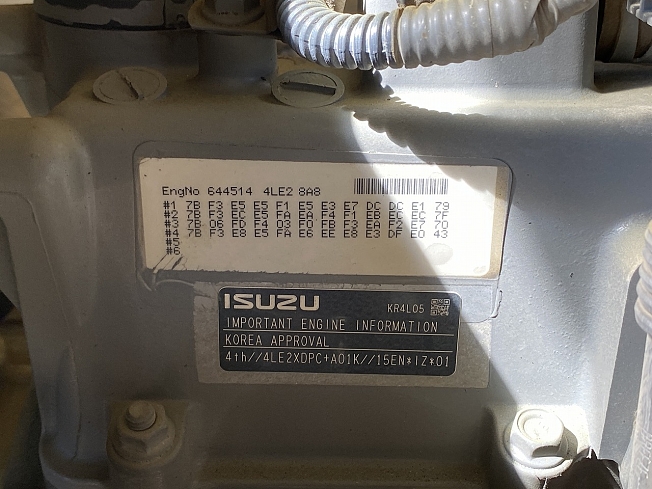 EngNo 644514 4LE2 8A8
#1 7B F3 E5 E5 F1 E5 E3 E7 DC DC E1 79
#2 7B F3 EC E5 FA EA F4 F1 EB EC EC 7F
#3 7B 06 FD F4 03 F0 FB F3 EA F2 E7 70
#4 7B F3 E8 E5 FA E6 EE E8 E3 DF E0 43
#5
#6
ISUZU KR4L05
IMPORTANT ENGINE INFORMATION
KOREA APPROVAL
4th//4LE2XDPC+A01K//15EN*IZ*01